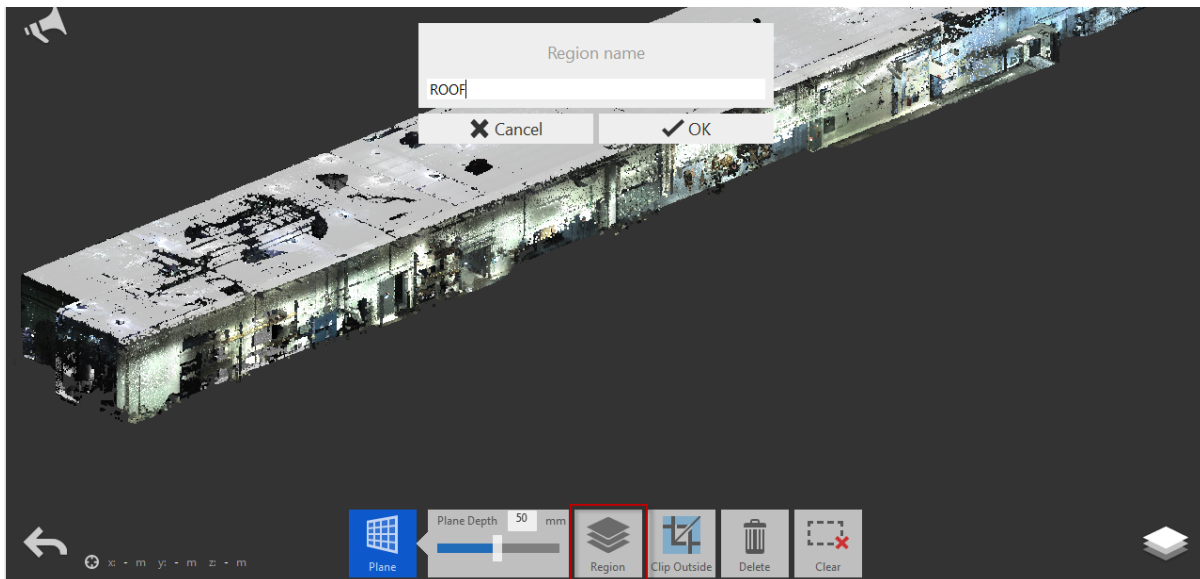 Region name
ROOF
Cancel
OK
Plane Depth 50 mm
Plane
Region
Clip Outside
Delete
Clear
x: - m y: - m z: - m